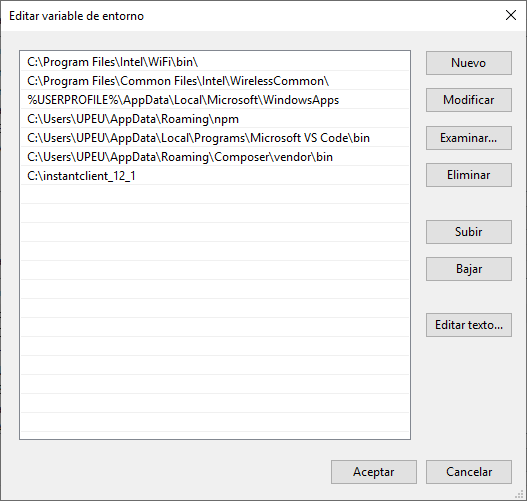 Editar variable de entorno
C:\Program Files\Intel\WiFi\bin\
C:\Program Files\Common Files\Intel\WirelessCommon\
%USERPROFILE%\AppData\Local\Microsoft\WindowsApps
C:\Users\UPEU\AppData\Roaming\npm
C:\Users\UPEU\AppData\Local\Programs\Microsoft VS Code\bin
C:\Users\UPEU\AppData\Roaming\Composer\vendor\bin
C:\instantclient_12_1
Nuevo
Modificar
Examinar...
Eliminar
Subir
Bajar
Editar texto...
Aceptar
Cancelar